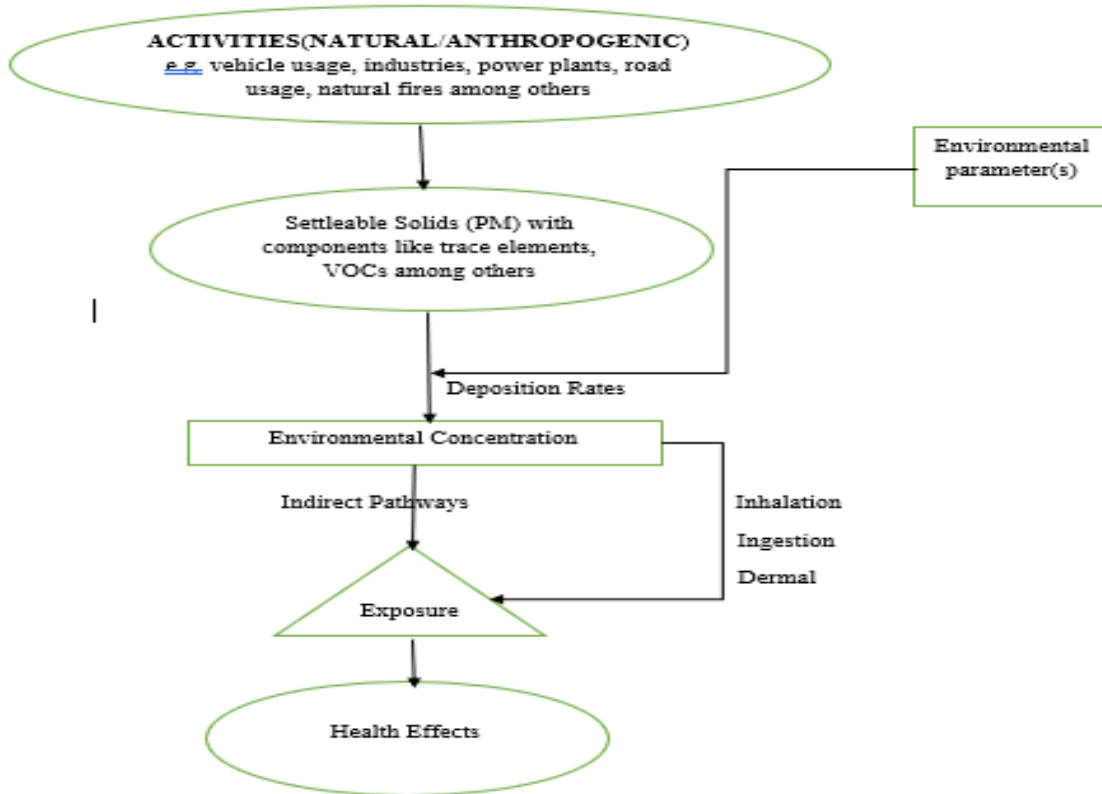 ACTIVITIES(NATURAL/ANTHROPOGENIC)
e.g. vehicle usage, industries, power plants, road
usage, natural fires among others
Environmental
parameter(s)
Settleable Solids (PM) with
components like trace elements,
VOCs among others
Deposition Rates
Environmental Concentration
Indirect Pathways
Inhalation
Ingestion
Dermal
Exposure
Health Effects